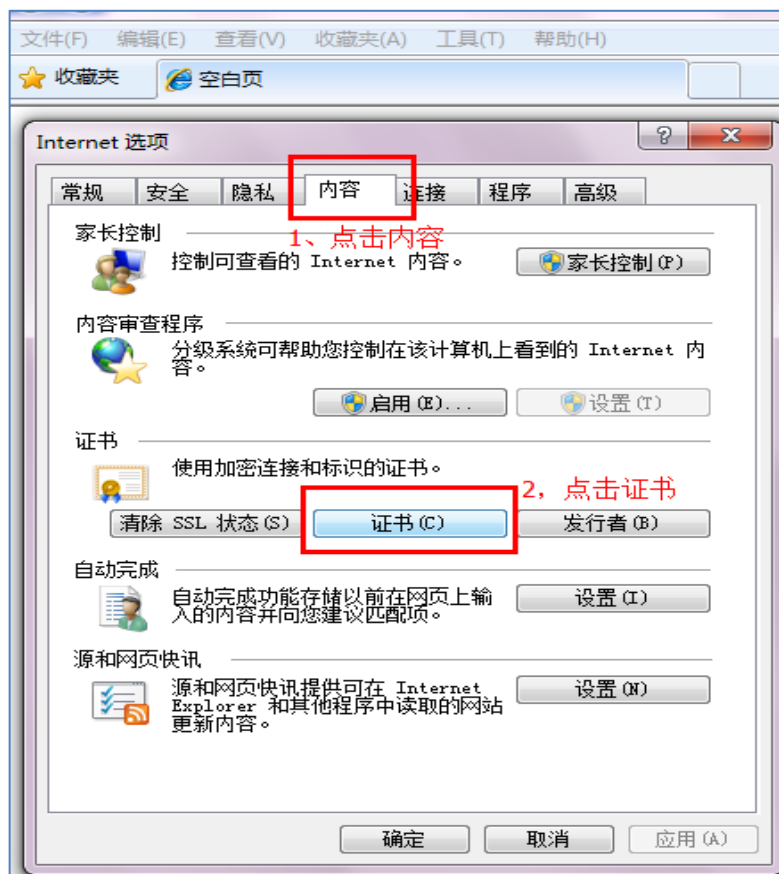 文件(F) 编辑(E) 查看(V) 收藏夹(A) 工具(T) 帮助(H)
收藏夹 空白页
Internet 选项
常规 安全 隐私 内容 连接 程序 高级
家长控制
1、点击内容
控制可查看的 Internet 内容。 家长控制(P)
内容审查程序
分级系统可帮助您控制在该计算机上看到的 Internet 内
容。
启用(E)... 设置(T)
证书
使用加密连接和标识的证书。
2，点击证书
清除 SSL 状态(S) 证书(C) 发行者(B)
自动完成
自动完成功能存储以前在网页上输
入的内容并向您建议匹配项。
设置(I)
源和网页快讯
源和网页快讯提供可在 Internet
Explorer 和其他程序中读取的网站
更新内容。
设置(N)
确定 取消 应用(A)